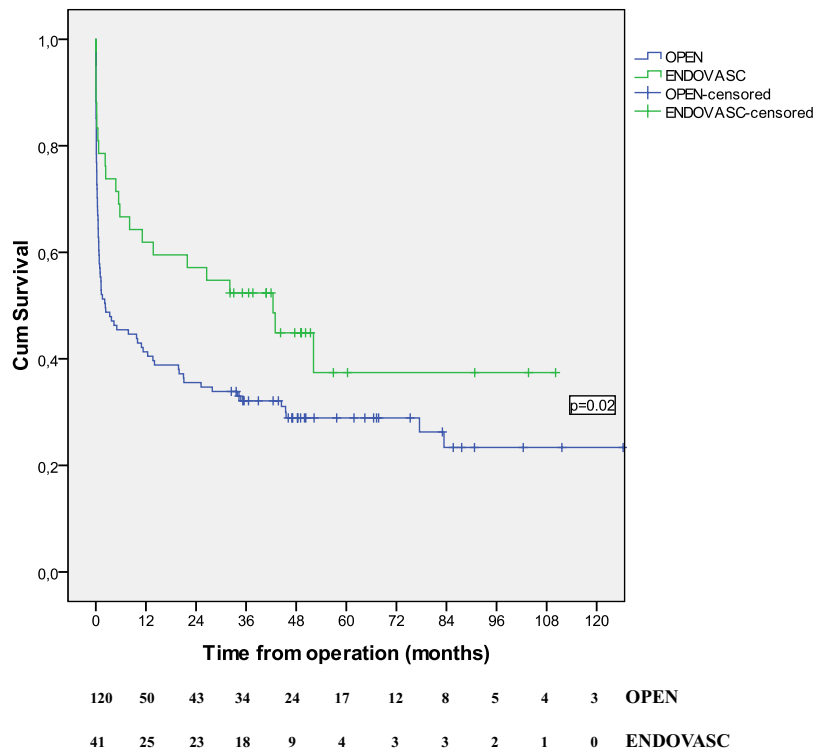 OPEN
ENDOVASC
OPEN-censored
ENDOVASC-censored
Cum Survival
1,0
0,8
0,6
0,4
0,2
0,0
p=0.02
0 12 24 36 48 60 72 84 96 108 120
Time from operation (months)
120 50 43 34 24 17 12 8 5 4 3 OPEN
41 25 23 18 9 4 3 3 2 1 0 ENDOVASC